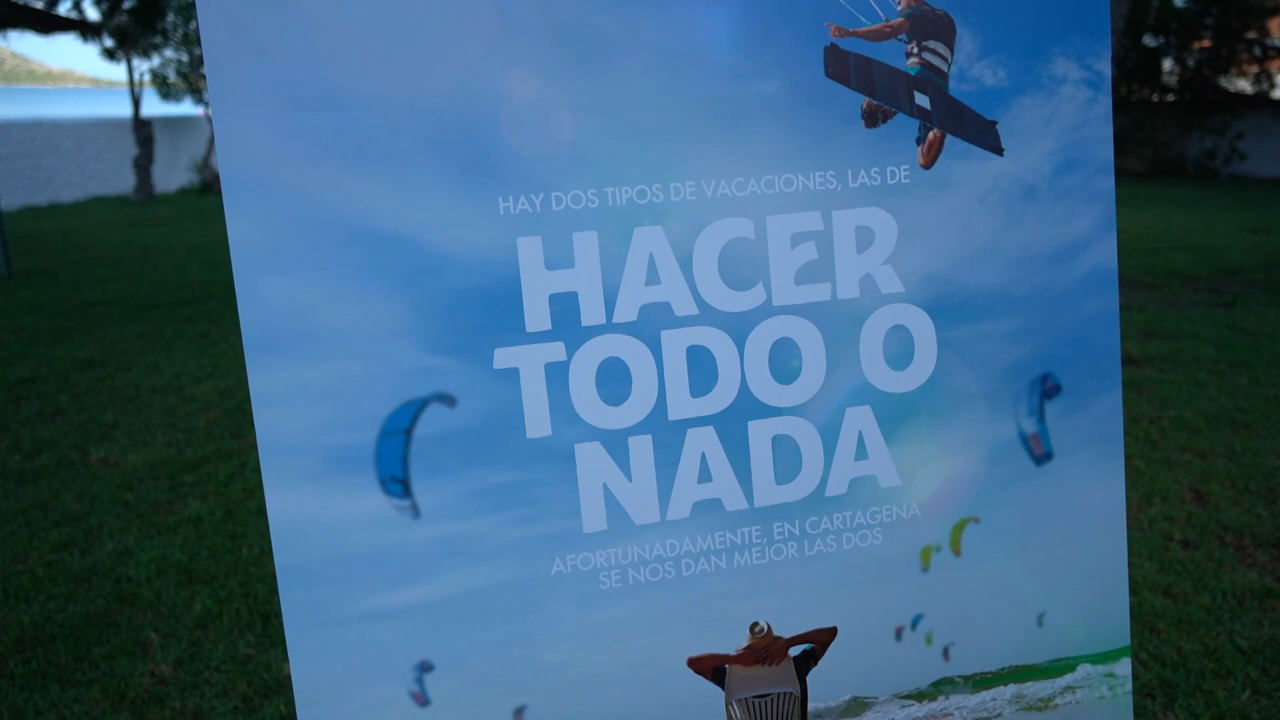 HAY DOS TIPOS DE VACACIONES, LAS DE
HACER
TODO O
NADA
AFORTUNADAMENTE, EN CARTAGENA
SE NOS DAN MEJOR LAS DOS